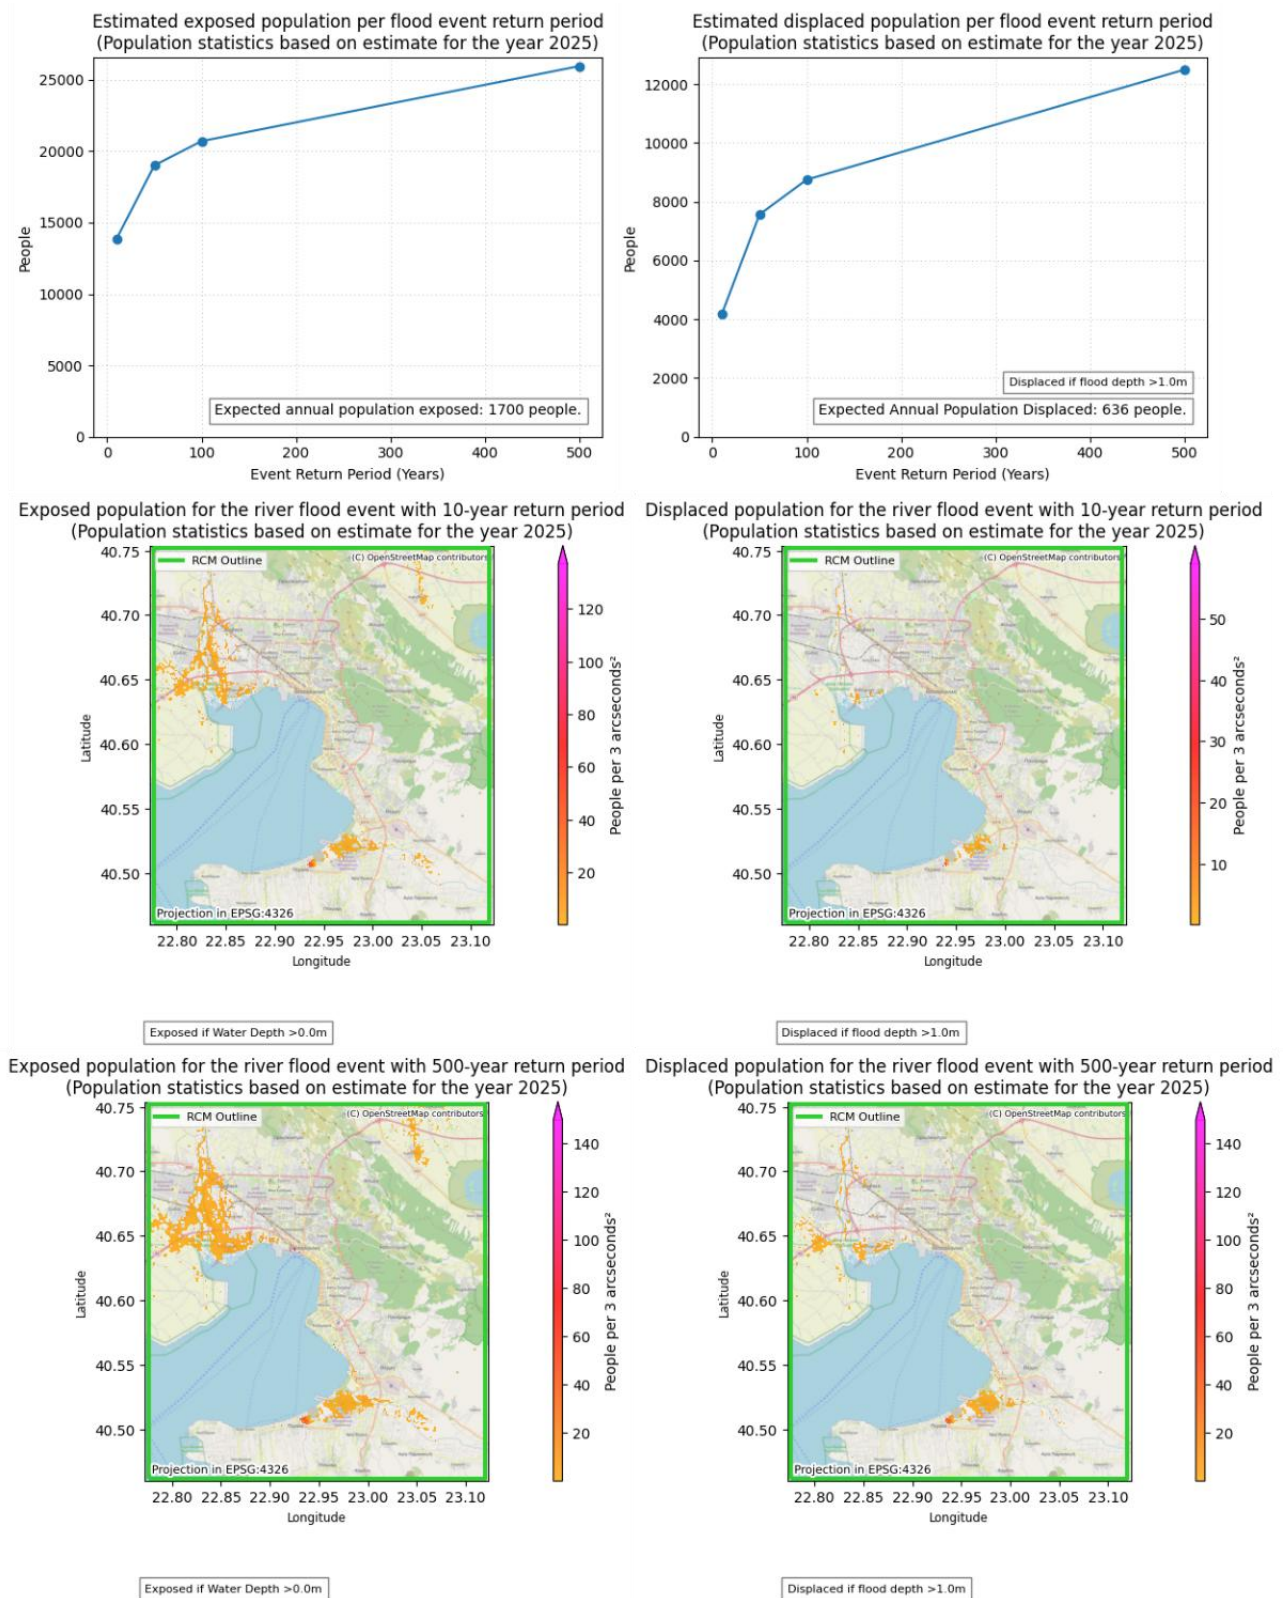 Estimated exposed population per flood event return period
(Population statistics based on estimate for the year 2025)
25000
20000
15000
10000
5000
0
People
Expected annual population exposed: 1700 people.
0 100 200 300 400 500
Event Return Period (Years)
Estimated displaced population per flood event return period
(Population statistics based on estimate for the year 2025)
12000
10000
8000
6000
4000
2000
0
People
Displaced if flood depth >1.0m
Expected Annual Population Displaced: 636 people.
0 100 200 300 400 500
Event Return Period (Years)
Exposed population for the river flood event with 10-year return period
(Population statistics based on estimate for the year 2025)
RCM Outline
(C) OpenStreetMap contributors
40.75
40.70
40.65
40.60
40.55
40.50
Latitude
Projection in EPSG:4326
22.80 22.85 22.90 22.95 23.00 23.05 23.10
Longitude
120
100
80
60
40
20
People per 3 arcseconds²
Exposed if Water Depth >0.0m
Displaced population for the river flood event with 10-year return period
(Population statistics based on estimate for the year 2025)
RCM Outline
(C) OpenStreetMap contributors
40.75
40.70
40.65
40.60
40.55
40.50
Latitude
Projection in EPSG:4326
22.80 22.85 22.90 22.95 23.00 23.05 23.10
Longitude
50
40
30
20
10
People per 3 arcseconds²
Displaced if flood depth >1.0m
Exposed population for the river flood event with 500-year return period
(Population statistics based on estimate for the year 2025)
RCM Outline
(C) OpenStreetMap contributors
40.75
40.70
40.65
40.60
40.55
40.50
Latitude
Projection in EPSG:4326
22.80 22.85 22.90 22.95 23.00 23.05 23.10
Longitude
140
120
100
80
60
40
20
People per 3 arcseconds²
Exposed if Water Depth >0.0m
Displaced population for the river flood event with 500-year return period
(Population statistics based on estimate for the year 2025)
RCM Outline
(C) OpenStreetMap contributors
40.75
40.70
40.65
40.60
40.55
40.50
Latitude
Projection in EPSG:4326
22.80 22.85 22.90 22.95 23.00 23.05 23.10
Longitude
140
120
100
80
60
40
20
People per 3 arcseconds²
Displaced if flood depth >1.0m